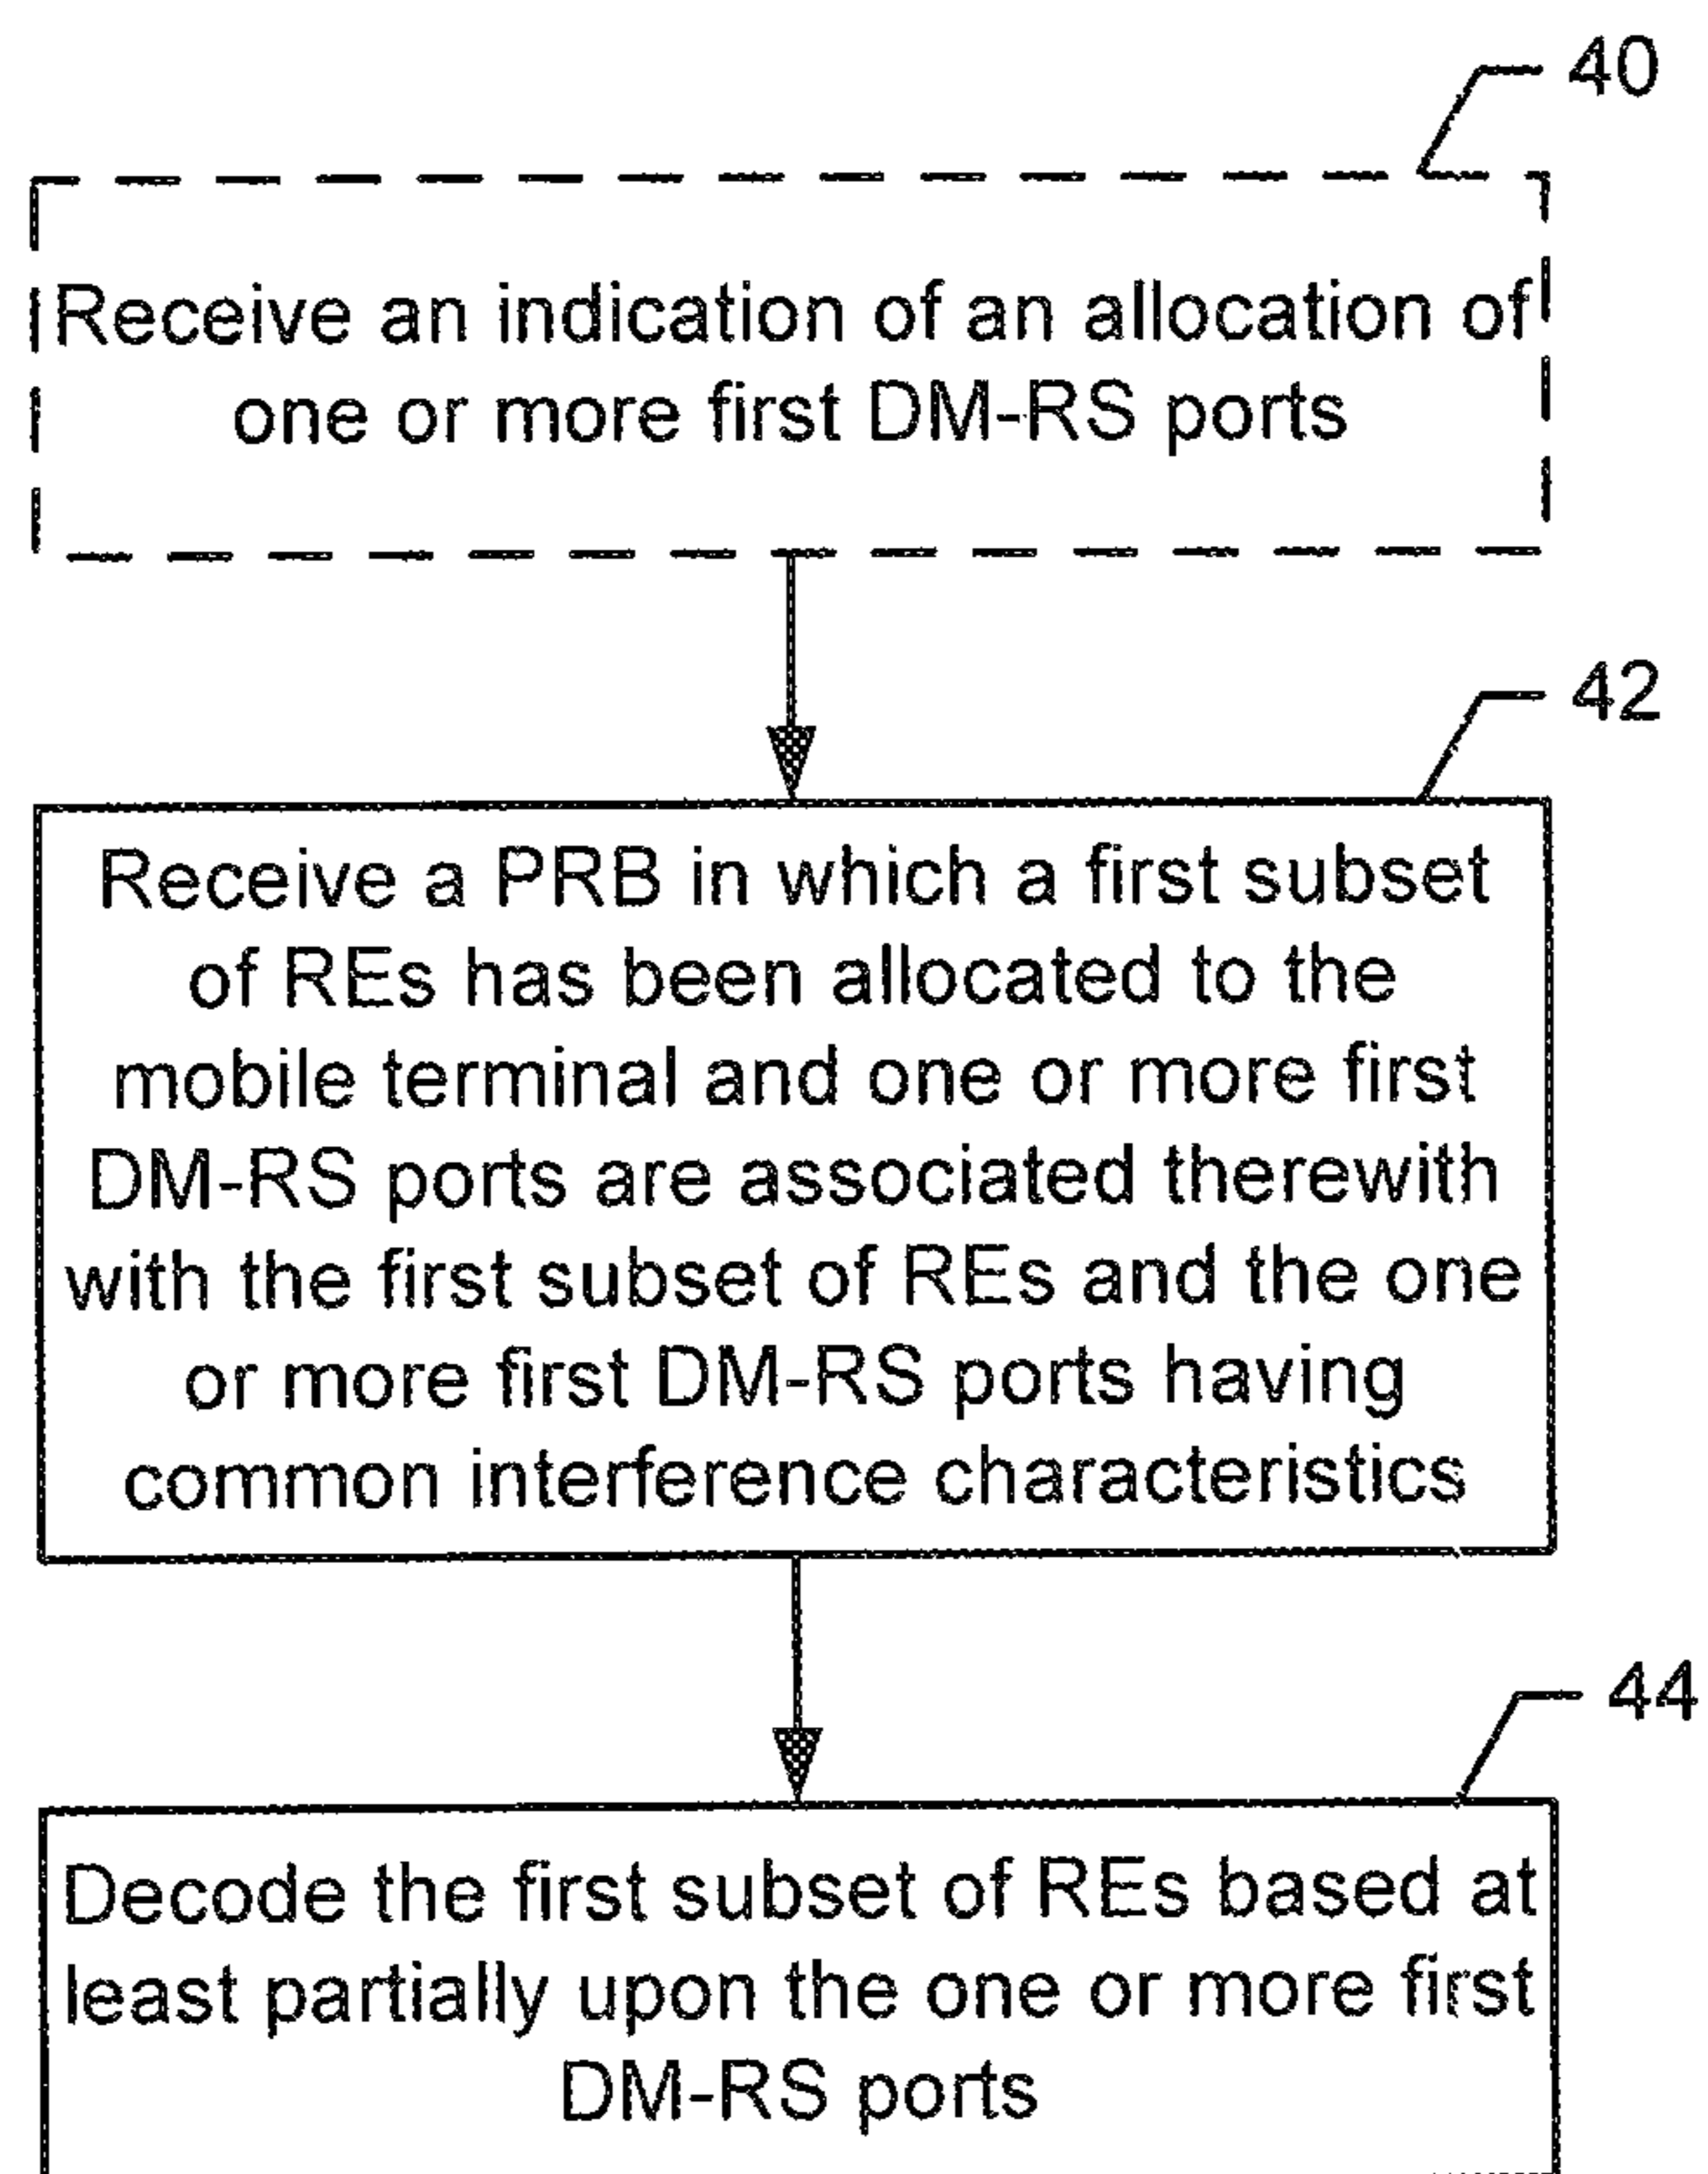 40
Receive an indication of an allocation of
one or more first DM-RS ports
42
Receive a PRB in which a first subset
of REs has been allocated to the
mobile terminal and one or more first
DM-RS ports are associated therewith
with the first subset of REs and the one
or more first DM-RS ports having
common interference characteristics
44
Decode the first subset of REs based at
least partially upon the one or more first
DM-RS ports